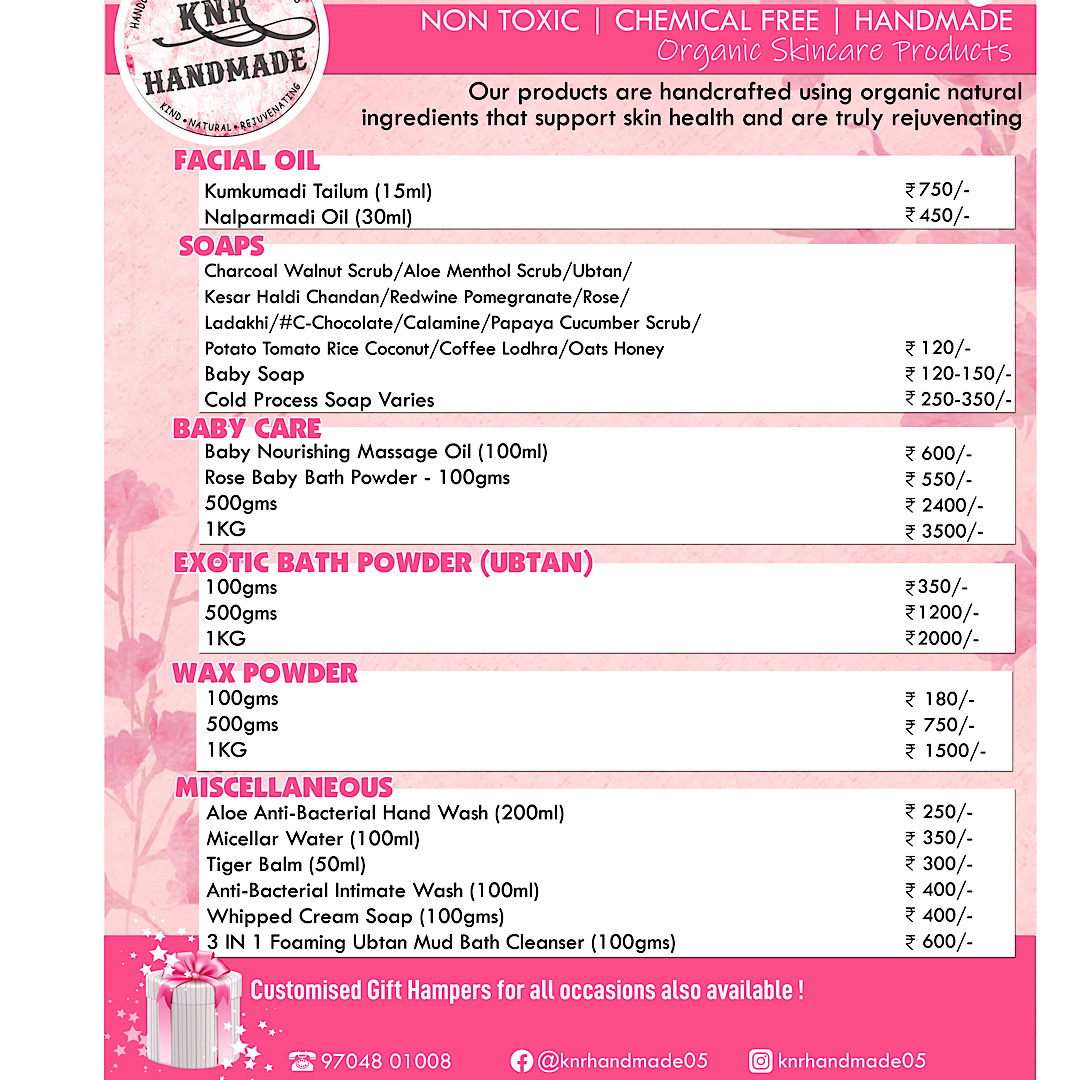 KNR
HANDMADE
KIND • NATURAL • REJUVENATING
NON TOXIC | CHEMICAL FREE | HANDMADE
Organic Skincare Products
Our products are handcrafted using organic natural
ingredients that support skin health and are truly rejuvenating
FACIAL OIL
Kumkumadi Tailum (15ml) ₹750/-
Nalparmadi Oil (30ml) ₹450/-
SOAPS
Charcoal Walnut Scrub/Aloe Menthol Scrub/Ubtan/
Kesar Haldi Chandan/Redwine Pomegranate/Rose/
Ladakhi/#C-Chocolate/Calamine/Papaya Cucumber Scrub/
Potato Tomato Rice Coconut/Coffee Lodhra/Oats Honey ₹ 120/-
Baby Soap ₹ 120-150/-
Cold Process Soap Varies ₹ 250-350/-
BABY CARE
Baby Nourishing Massage Oil (100ml) ₹ 600/-
Rose Baby Bath Powder - 100gms ₹ 550/-
500gms ₹ 2400/-
1KG ₹ 3500/-
EXOTIC BATH POWDER (UBTAN)
100gms ₹350/-
500gms ₹1200/-
1KG ₹2000/-
WAX POWDER
100gms ₹ 180/-
500gms ₹ 750/-
1KG ₹ 1500/-
MISCELLANEOUS
Aloe Anti-Bacterial Hand Wash (200ml) ₹ 250/-
Micellar Water (100ml) ₹ 350/-
Tiger Balm (50ml) ₹ 300/-
Anti-Bacterial Intimate Wash (100ml) ₹ 400/-
Whipped Cream Soap (100gms) ₹ 400/-
3 IN 1 Foaming Ubtan Mud Bath Cleanser (100gms) ₹ 600/-
Customised Gift Hampers for all occasions also available !
97048 01008 @knrhandmade05 knrhandmade05